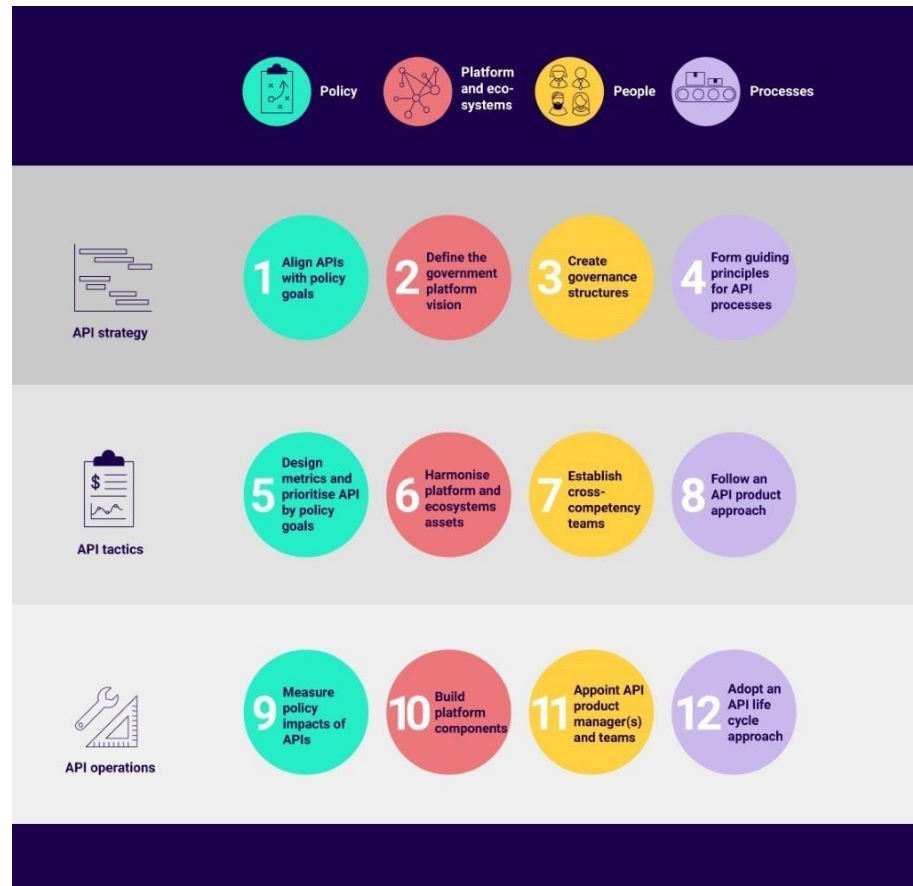 Policy
Platform
and eco-
systems
People
Processes
API strategy
1
Align APIs
with policy
goals
2
Define the
government
platform
vision
3
Create
governance
structures
4
Form guiding
principles
for API
processes
API tactics
$
5
Design
metrics and
prioritise API
by policy
goals
6
Harmonise
platform and
ecosystems
assets
7
Establish
cross-
competency
teams
8
Follow an
API product
approach
API operations
9
Measure
policy
impacts of
APIs
10
Build
platform
components
11
Appoint API
product
manager(s)
and teams
12
Adopt an
API life
cycle
approach